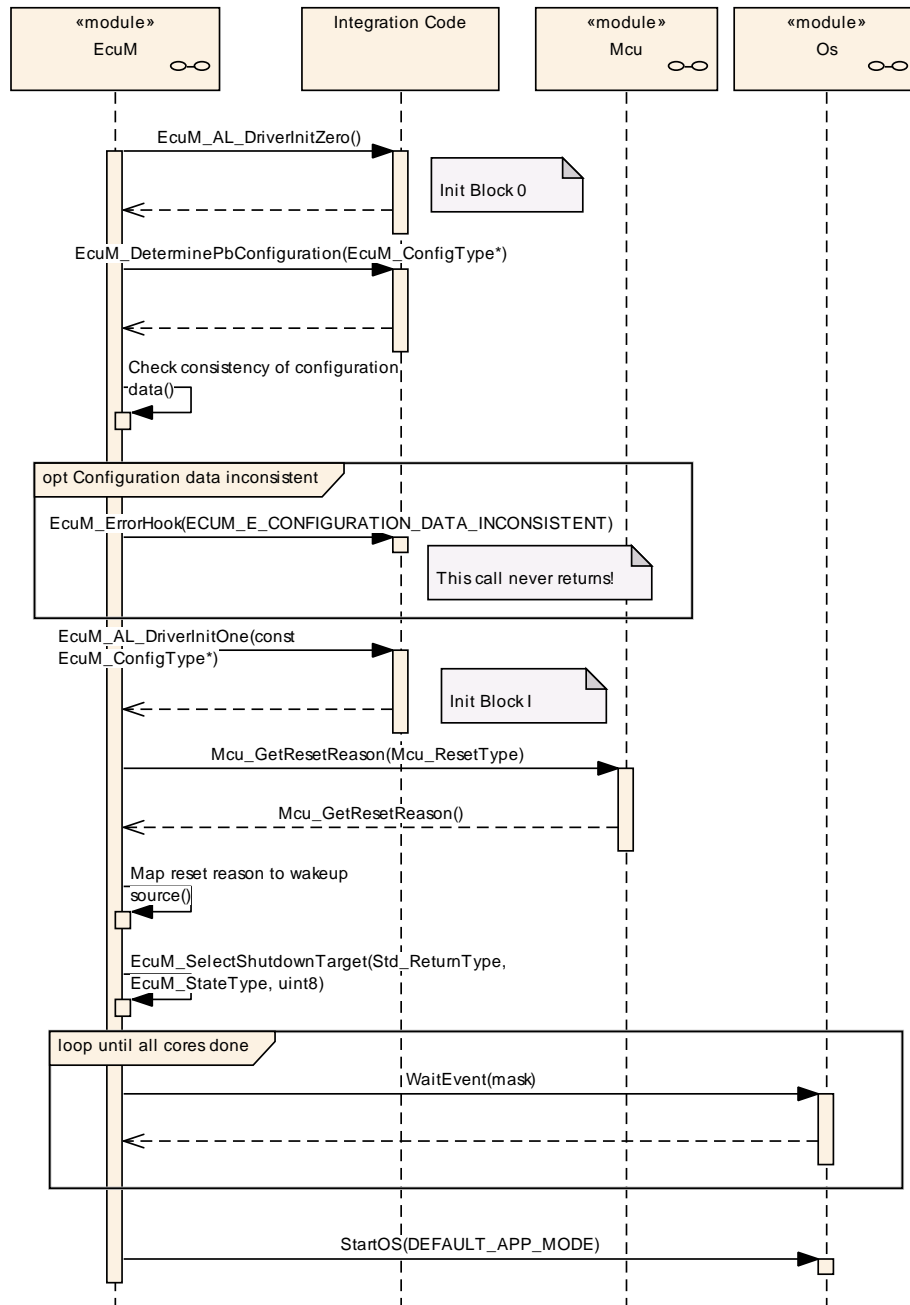 «module»
EcuM
Integration Code
«module»
Mcu
«module»
Os
EcuM_AL_DriverInitZero()
Init Block 0
EcuM_DeterminePbConfiguration(EcuM_ConfigType*)
Check consistency of configuration
data()
opt Configuration data inconsistent
EcuM_ErrorHook(ECUM_E_CONFIGURATION_DATA_INCONSISTENT)
This call never returns!
EcuM_AL_DriverInitOne(const
EcuM_ConfigType*)
Init Block I
Mcu_GetResetReason(Mcu_ResetType)
Mcu_GetResetReason()
Map reset reason to wakeup
source()
EcuM_SelectShutdownTarget(Std_ReturnType,
EcuM_StateType, uint8)
loop until all cores done
WaitEvent(mask)
StartOS(DEFAULT_APP_MODE)